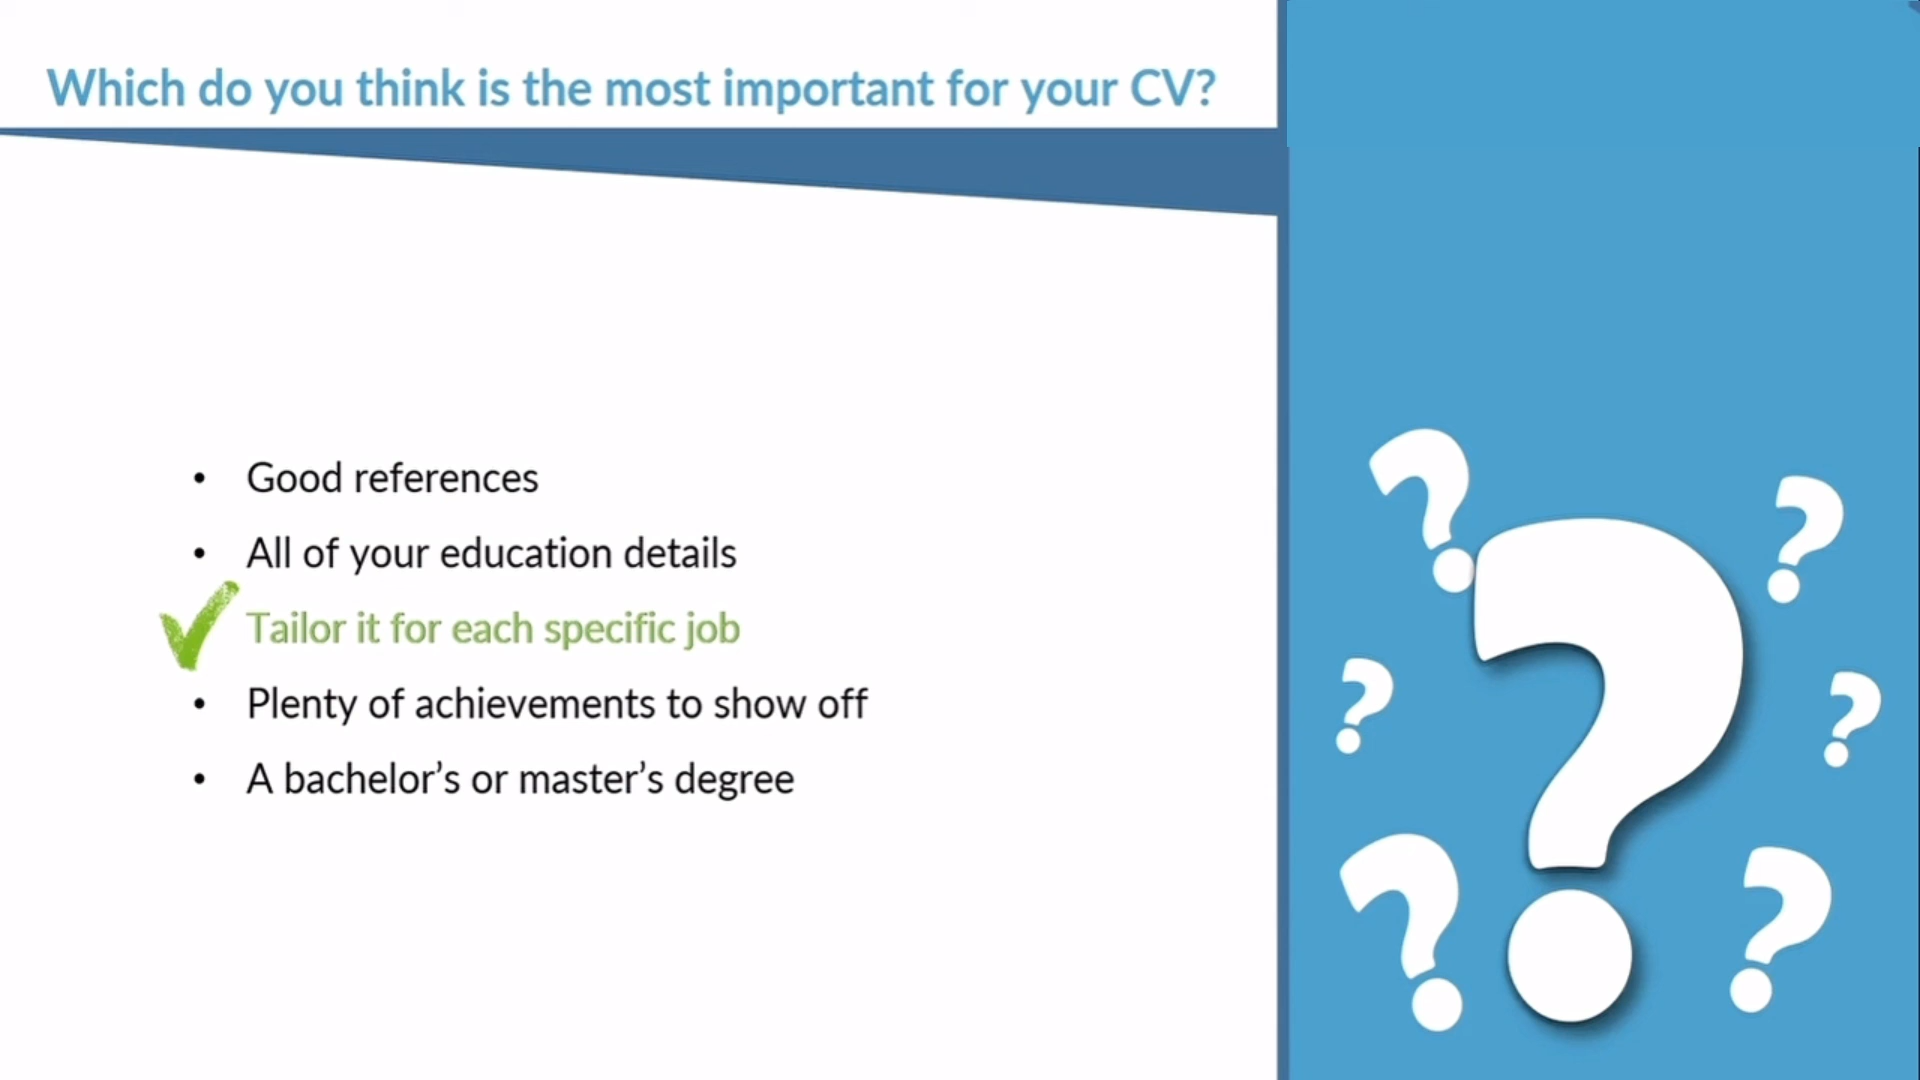 Which do you think is the most important for your CV?
• Good references
• All of your education details
Tailor it for each specific job
• Plenty of achievements to show off
• A bachelor’s or master’s degree